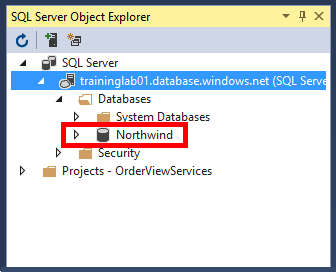 SQL Server Object Explorer
SQL Server
traininglab01.database.windows.net (SQL Serve
Databases
System Databases
Northwind
Security
Projects - OrderViewServices